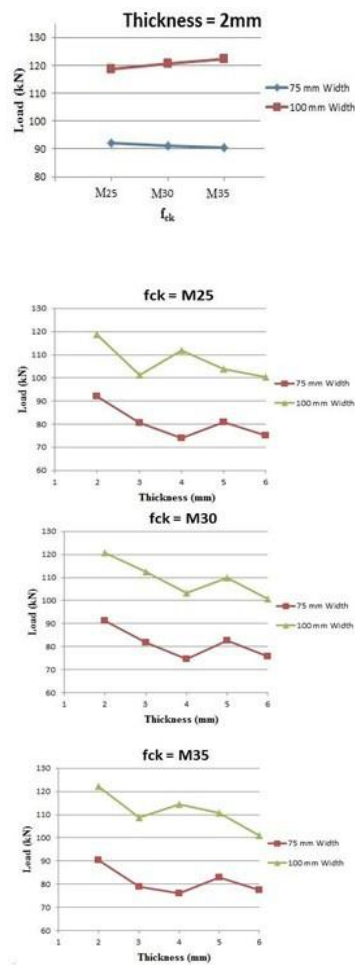 Thickness = 2mm
Load (kN)
130
120
110
100
90
80
M25 M30 M35
fck
75 mm Width
100 mm Width
fck = M25
Load (kN)
130
120
110
100
90
80
70
60
1 2 3 4 5 6
Thickness (mm)
75 mm Width
100 mm Width
fck = M30
Load (kN)
130
120
110
100
90
80
70
60
1 2 3 4 5 6
Thickness (mm)
75 mm Width
100 mm Width
fck = M35
Load (kN)
130
120
110
100
90
80
70
60
1 2 3 4 5 6
Thickness (mm)
75 mm Width
100 mm Width